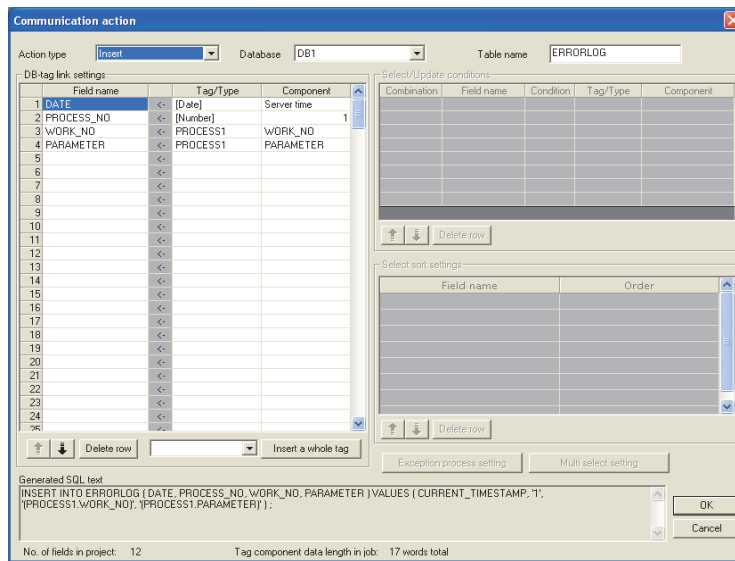 Communication action
Action type Insert Database DB1 Table name ERRORLOG
DB-tag link settings
Field name Tag/Type Component
1 DATE <- [Date] Server time
2 PROCESS_NO <- [Number] 1
3 WORK_NO <- PROCESS1 WORK_NO
4 PARAMETER <- PROCESS1 PARAMETER
5 <-
6 <-
7 <-
8 <-
9 <-
10 <-
11 <-
12 <-
13 <-
14 <-
15 <-
16 <-
17 <-
18 <-
19 <-
20 <-
21 <-
22 <-
23 <-
24 <-
25 <-
Delete row Insert a whole tag
Select/Update conditions
Combination Field name Condition Tag/Type Component
Delete row
Select sort settings
Field name Order
Delete row
Exception process setting Multi select setting
Generated SQL text
INSERT INTO ERRORLOG ( DATE, PROCESS_NO, WORK_NO, PARAMETER ) VALUES ( CURRENT_TIMESTAMP, '1',
'(PROCESS1.WORK_NO)', '(PROCESS1.PARAMETER)' ) ;
OK
Cancel
No. of fields in project: 12 Tag component data length in job: 17 words total